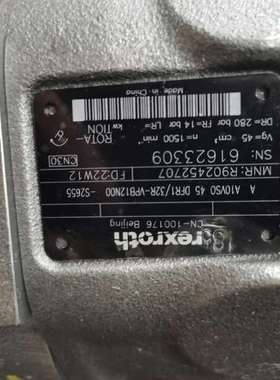 rexroth
CN-100176 Beijing
A A10VSO 45 DFR1/32R-VPB12N00
-S2655
MNR: R902452707
FD:22W12
SN: 61623309
CN30
ROTA-
TION
Vg= 45 cm³ n= 1500 min⁻¹
kW
DR= 280 bar FR= 14 bar LR=
Made in China